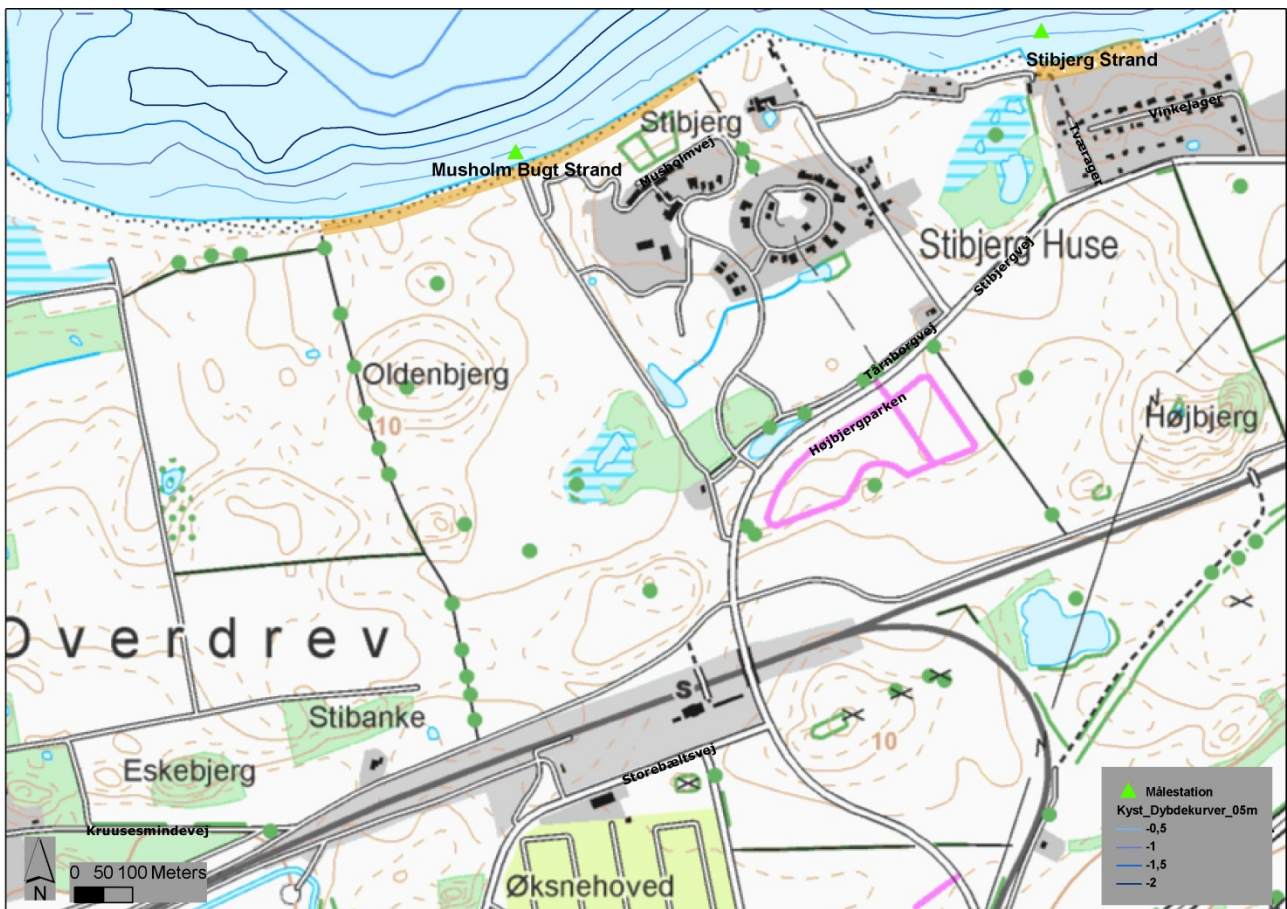 Stibjerg Strand
Vinkejager
Tværager
Stibjerg
Musholmvej
Musholm Bugt Strand
Stibjerg Huse
Stibjergvej
Tårnborgvej
Oldenbjerg
10
Højbjergparken
Højbjerg
Overdrev
S
Stibanke
10
Eskebjerg
Storebæltsvej
Kruusesmindevej
Øksnehoved
N
0 50 100 Meters
Målestation
Kyst_Dybdekurver_05m
-0,5
-1
-1,5
-2